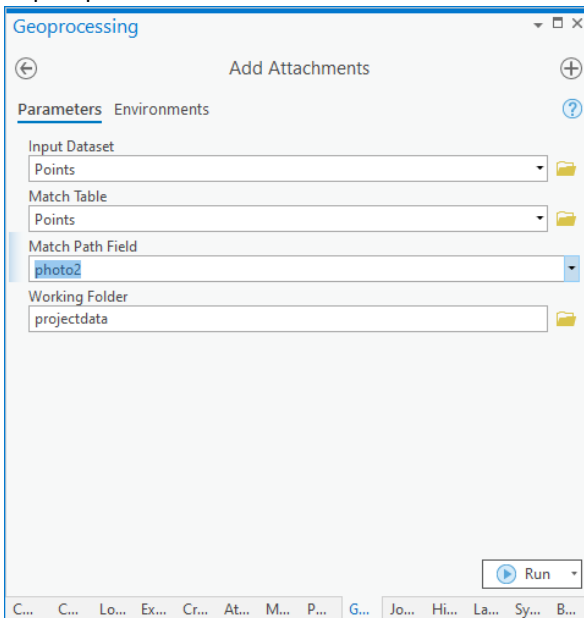 Geoprocessing
Add Attachments
Parameters Environments
Input Dataset
Points
Match Table
Points
Match Path Field
photo2
Working Folder
projectdata
Run
C... C... Lo... Ex... Cr... At... M... P... G... Jo... Hi... La... Sy... B...